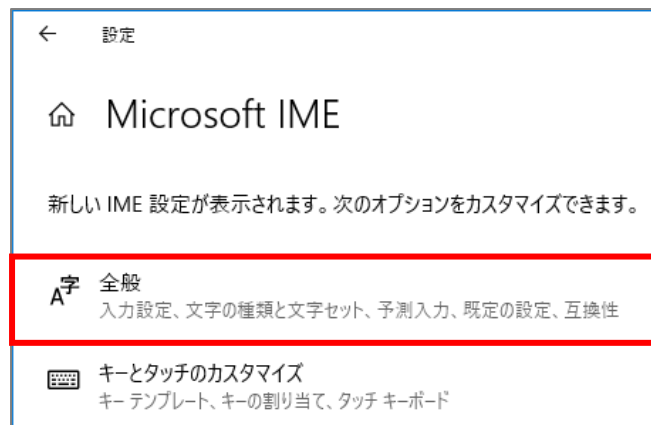 設定
Microsoft IME
新しい IME 設定が表示されます。次のオプションをカスタマイズできます。
全般
入力設定、文字の種類と文字セット、予測入力、既定の設定、互換性
キーとタッチのカスタマイズ
キー テンプレート、キーの割り当て、タッチ キーボード